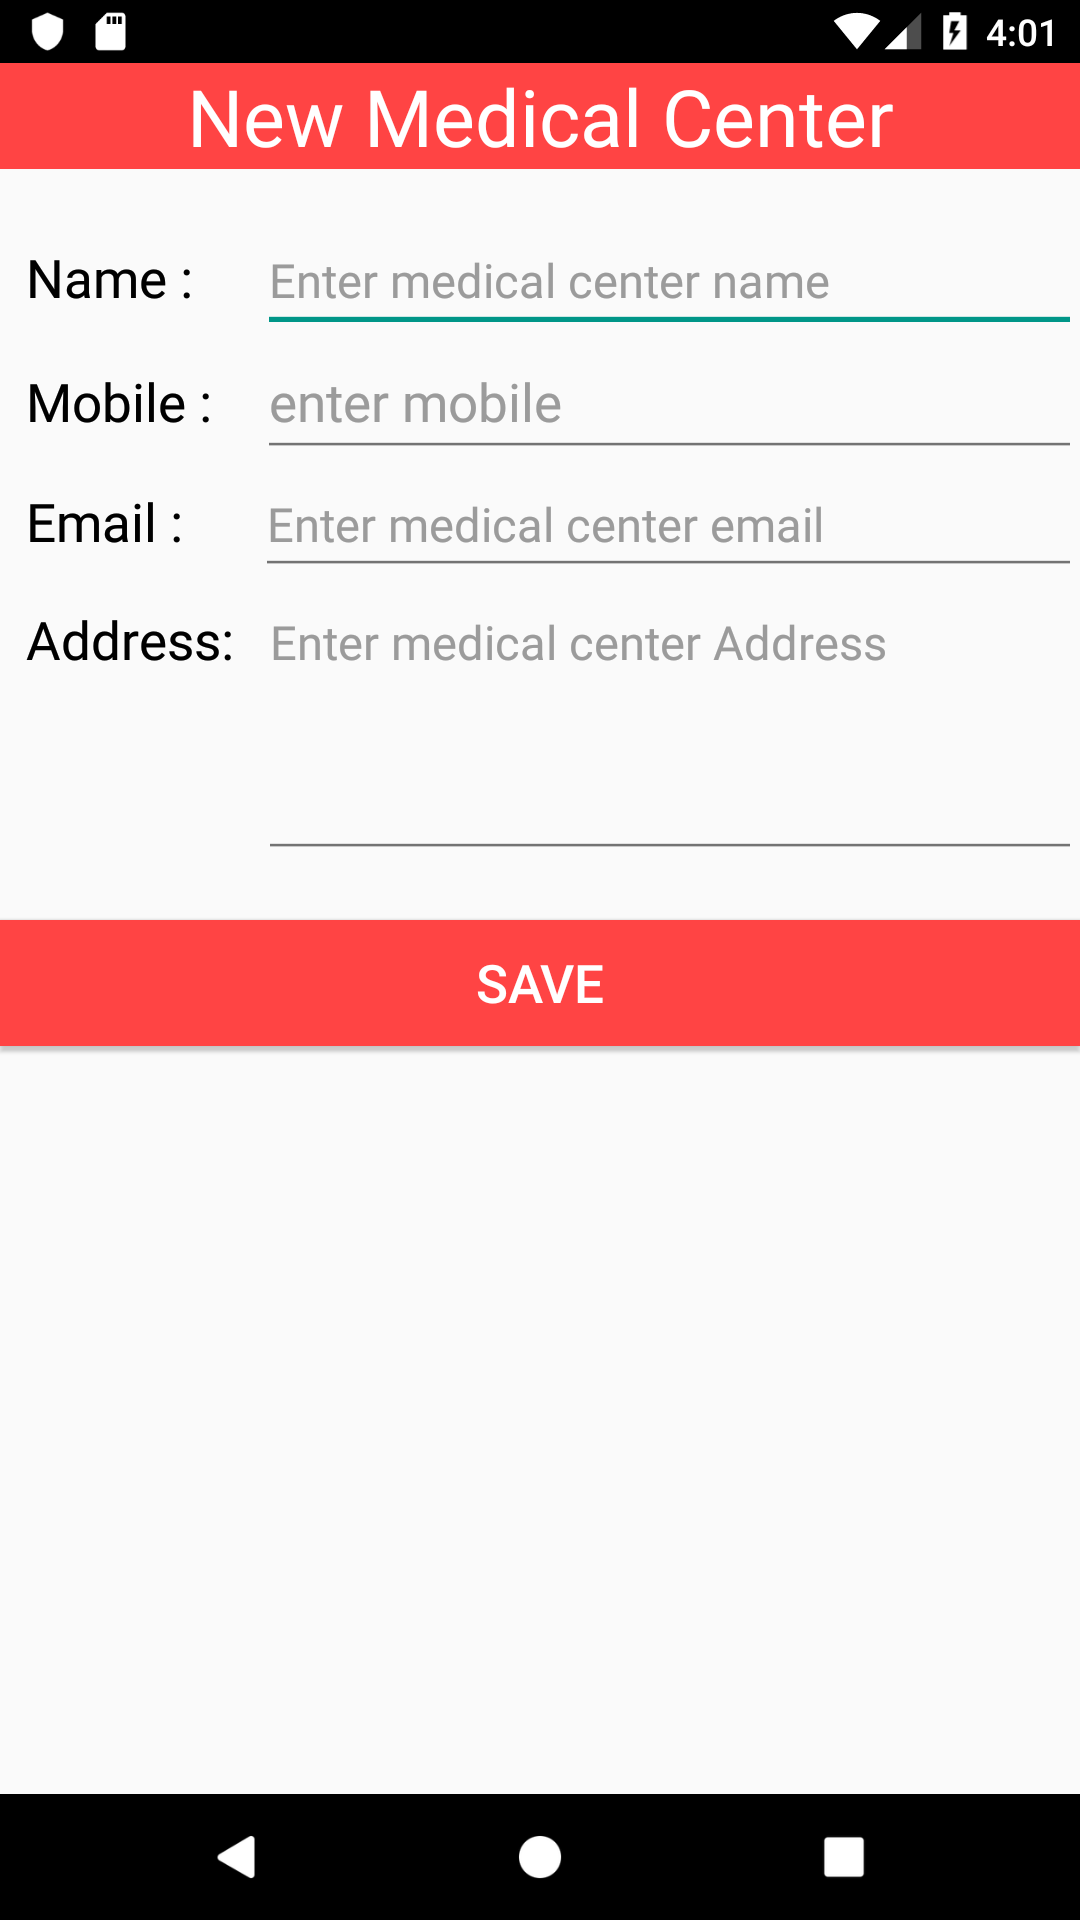 4:01
New Medical Center
Name : Enter medical center name
Mobile : enter mobile
Email : Enter medical center email
Address: Enter medical center Address
SAVE